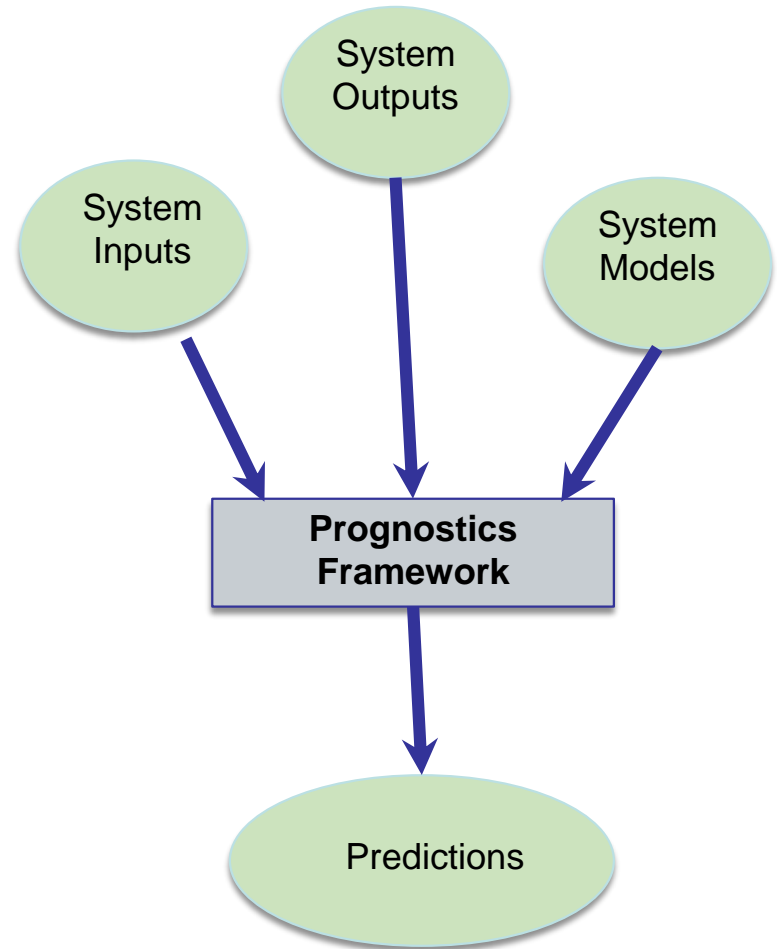 System
Outputs
System
Inputs
System
Models
Prognostics
Framework
Predictions